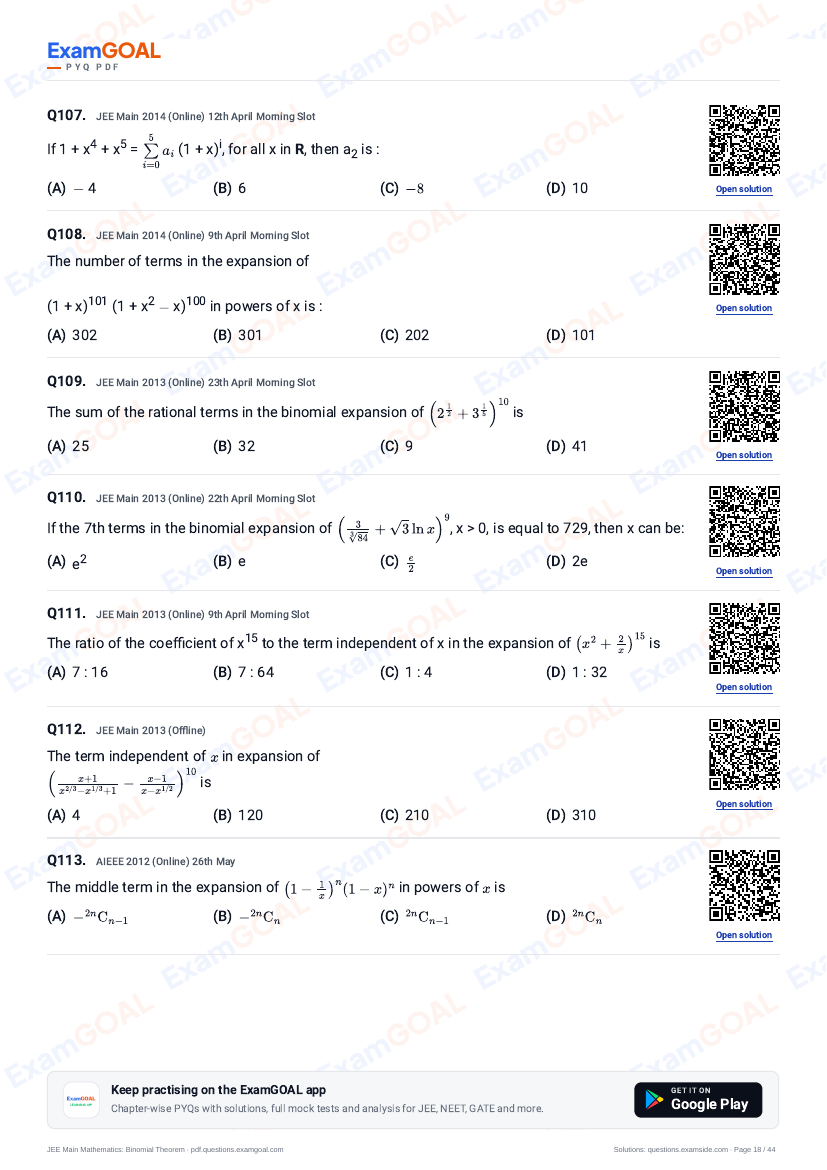 ExamGOAL
PYQ PDF
Q107. JEE Main 2014 (Online) 12th April Morning Slot
If 1 + x⁴ + x⁵ = ∑_{i=0}^{5} aᵢ (1 + x)ⁱ, for all x in R, then a₂ is :
(A) − 4 (B) 6 (C) −8 (D) 10
Open solution
Q108. JEE Main 2014 (Online) 9th April Morning Slot
The number of terms in the expansion of
(1 + x)¹⁰¹ (1 + x² − x)¹⁰⁰ in powers of x is :
(A) 302 (B) 301 (C) 202 (D) 101
Open solution
Q109. JEE Main 2013 (Online) 23th April Morning Slot
The sum of the rational terms in the binomial expansion of (2^{1/2} + 3^{1/5})¹⁰ is
(A) 25 (B) 32 (C) 9 (D) 41
Open solution
Q110. JEE Main 2013 (Online) 22th April Morning Slot
If the 7th terms in the binomial expansion of (3/∛84 + √3 ln x)⁹, x > 0, is equal to 729, then x can be:
(A) e² (B) e (C) e/2 (D) 2e
Open solution
Q111. JEE Main 2013 (Online) 9th April Morning Slot
The ratio of the coefficient of x¹⁵ to the term independent of x in the expansion of (x² + 2/x)¹⁵ is
(A) 7 : 16 (B) 7 : 64 (C) 1 : 4 (D) 1 : 32
Open solution
Q112. JEE Main 2013 (Offline)
The term independent of x in expansion of
((x+1)/(x^{2/3}−x^{1/3}+1) − (x−1)/(x−x^{1/2}))¹⁰ is
(A) 4 (B) 120 (C) 210 (D) 310
Open solution
Q113. AIEEE 2012 (Online) 26th May
The middle term in the expansion of (1 − 1/x)ⁿ(1 − x)ⁿ in powers of x is
(A) −²ⁿCₙ₋₁ (B) −²ⁿCₙ (C) ²ⁿCₙ₋₁ (D) ²ⁿCₙ
Open solution
ExamGOAL
Keep practising on the ExamGOAL app
Chapter-wise PYQs with solutions, full mock tests and analysis for JEE, NEET, GATE and more.
GET IT ON
Google Play
JEE Main Mathematics: Binomial Theorem · pdf.questions.examgoal.com
Solutions: questions.examside.com · Page 18 / 44